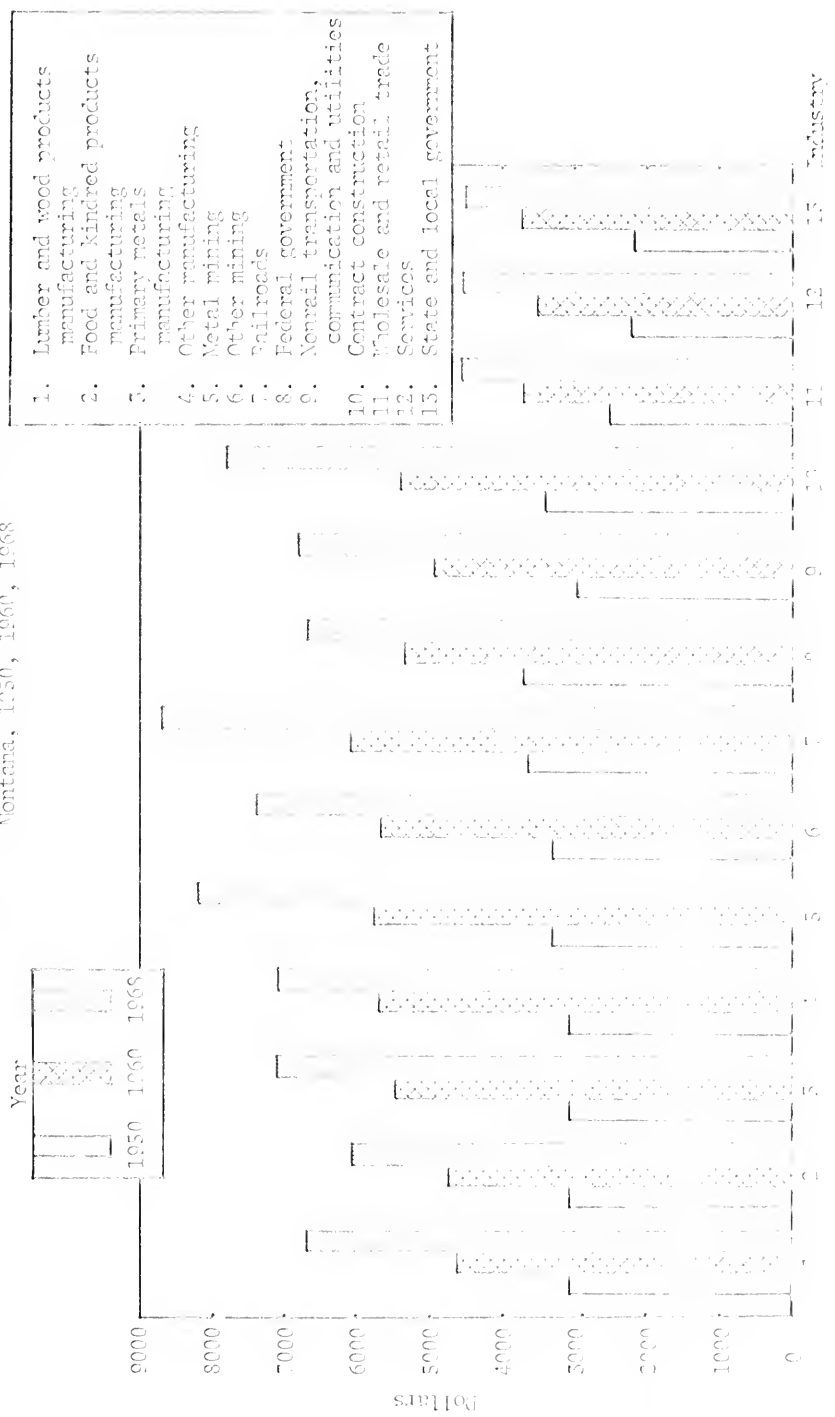 Montana, 1950, 1960, 1968
Year
1950 1960 1968
1. Lumber and wood products
manufacturing
2. Food and kindred products
manufacturing
3. Primary metals
manufacturing
4. Other manufacturing
5. Metal mining
6. Other mining
7. Railroads
8. Federal government
9. Nonrail transportation,
communication and utilities
10. Contract construction
11. Wholesale and retail trade
12. Services
13. State and local government
Dollars
9000
8000
7000
6000
5000
4000
3000
2000
1000
0
1 2 3 4 5 6 7 8 9 10 11 12 13 Industry